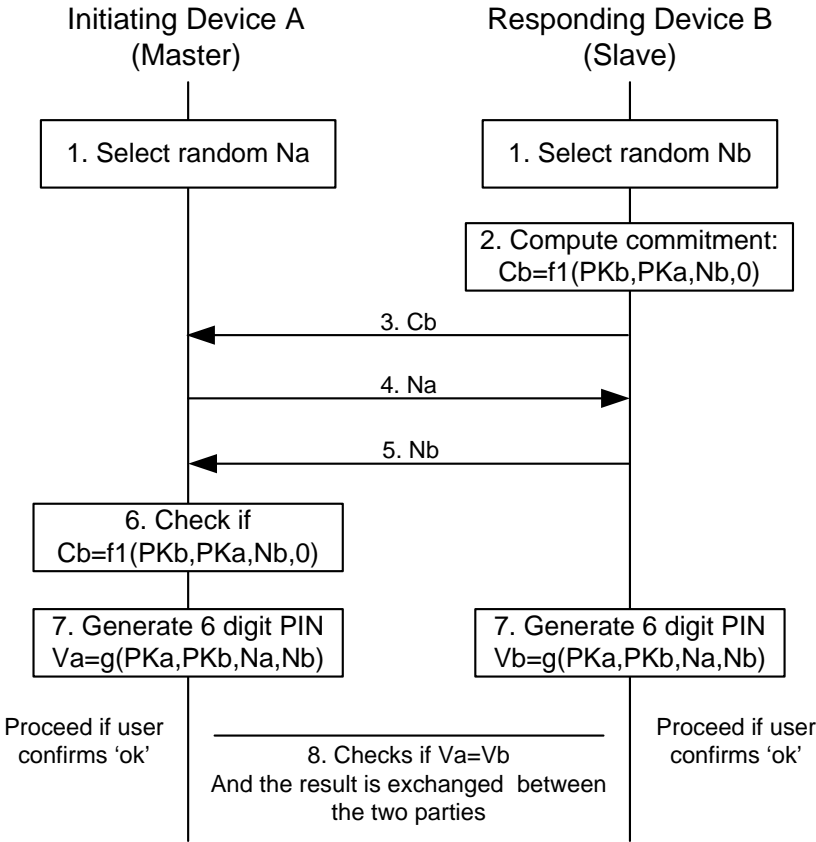 Initiating Device A
(Master)
Responding Device B
(Slave)
1. Select random Na
1. Select random Nb
2. Compute commitment:
Cb=f1(PKb,PKa,Nb,0)
3. Cb
4. Na
5. Nb
6. Check if
Cb=f1(PKb,PKa,Nb,0)
7. Generate 6 digit PIN
Va=g(PKa,PKb,Na,Nb)
7. Generate 6 digit PIN
Vb=g(PKa,PKb,Na,Nb)
Proceed if user
confirms ‘ok’
8. Checks if Va=Vb
And the result is exchanged between
the two parties
Proceed if user
confirms ‘ok’